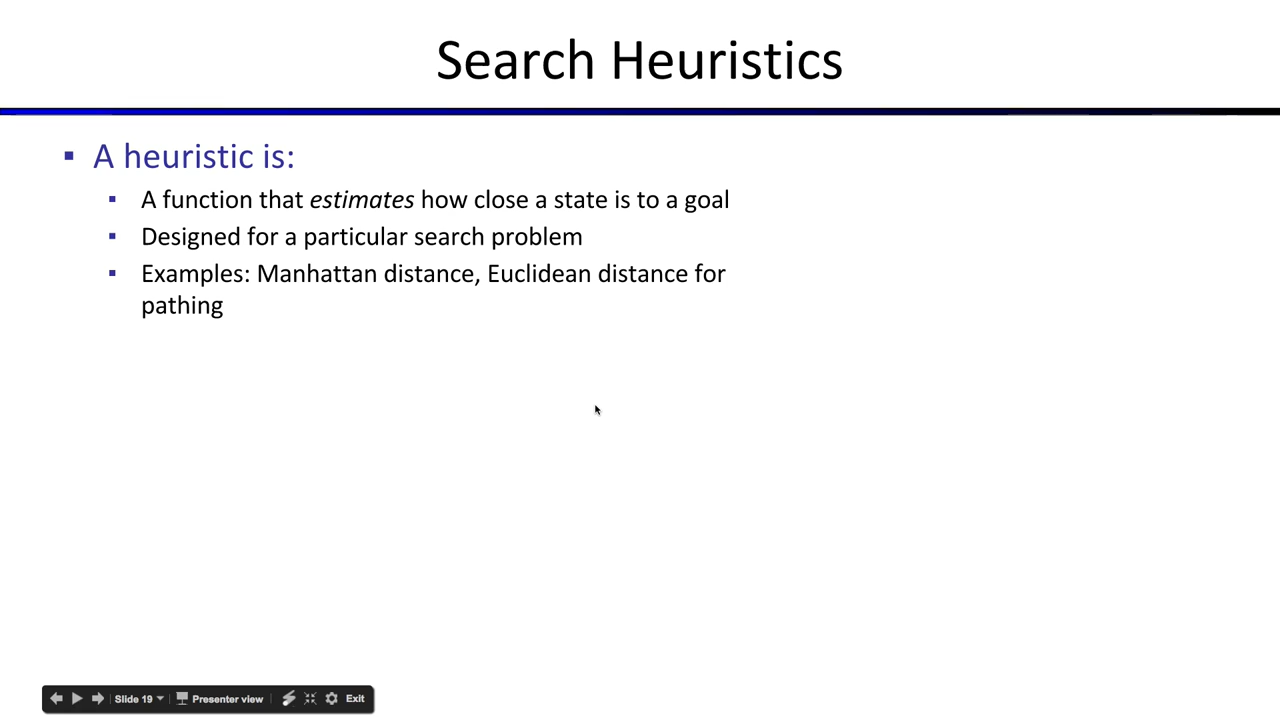 Search Heuristics
▪ A heuristic is:
▪ A function that estimates how close a state is to a goal
▪ Designed for a particular search problem
▪ Examples: Manhattan distance, Euclidean distance for
pathing
Slide 19 Presenter view Exit